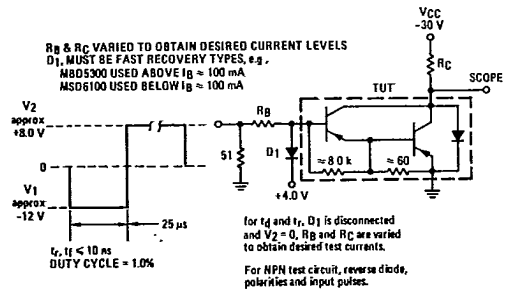 RB & RC VARIED TO OBTAIN DESIRED CURRENT LEVELS
D1, MUST BE FAST RECOVERY TYPES, e.g.,
MBD5300 USED ABOVE IB ≈ 100 mA
MSD6100 USED BELOW IB ≈ 100 mA
VCC
-30 V
RC
SCOPE
TUT
V2
approx
+8.0 V
RB
0
51
D1
≈ 8.0 k
≈ 60
V1
approx
-12 V
+4.0 V
25 µs
tr, tf ≤ 10 ns
DUTY CYCLE = 1.0%
for td and tr, D1 is disconnected
and V2 = 0, RB and RC are varied
to obtain desired test currents.
For NPN test circuit, reverse diode,
polarities and input pulses.